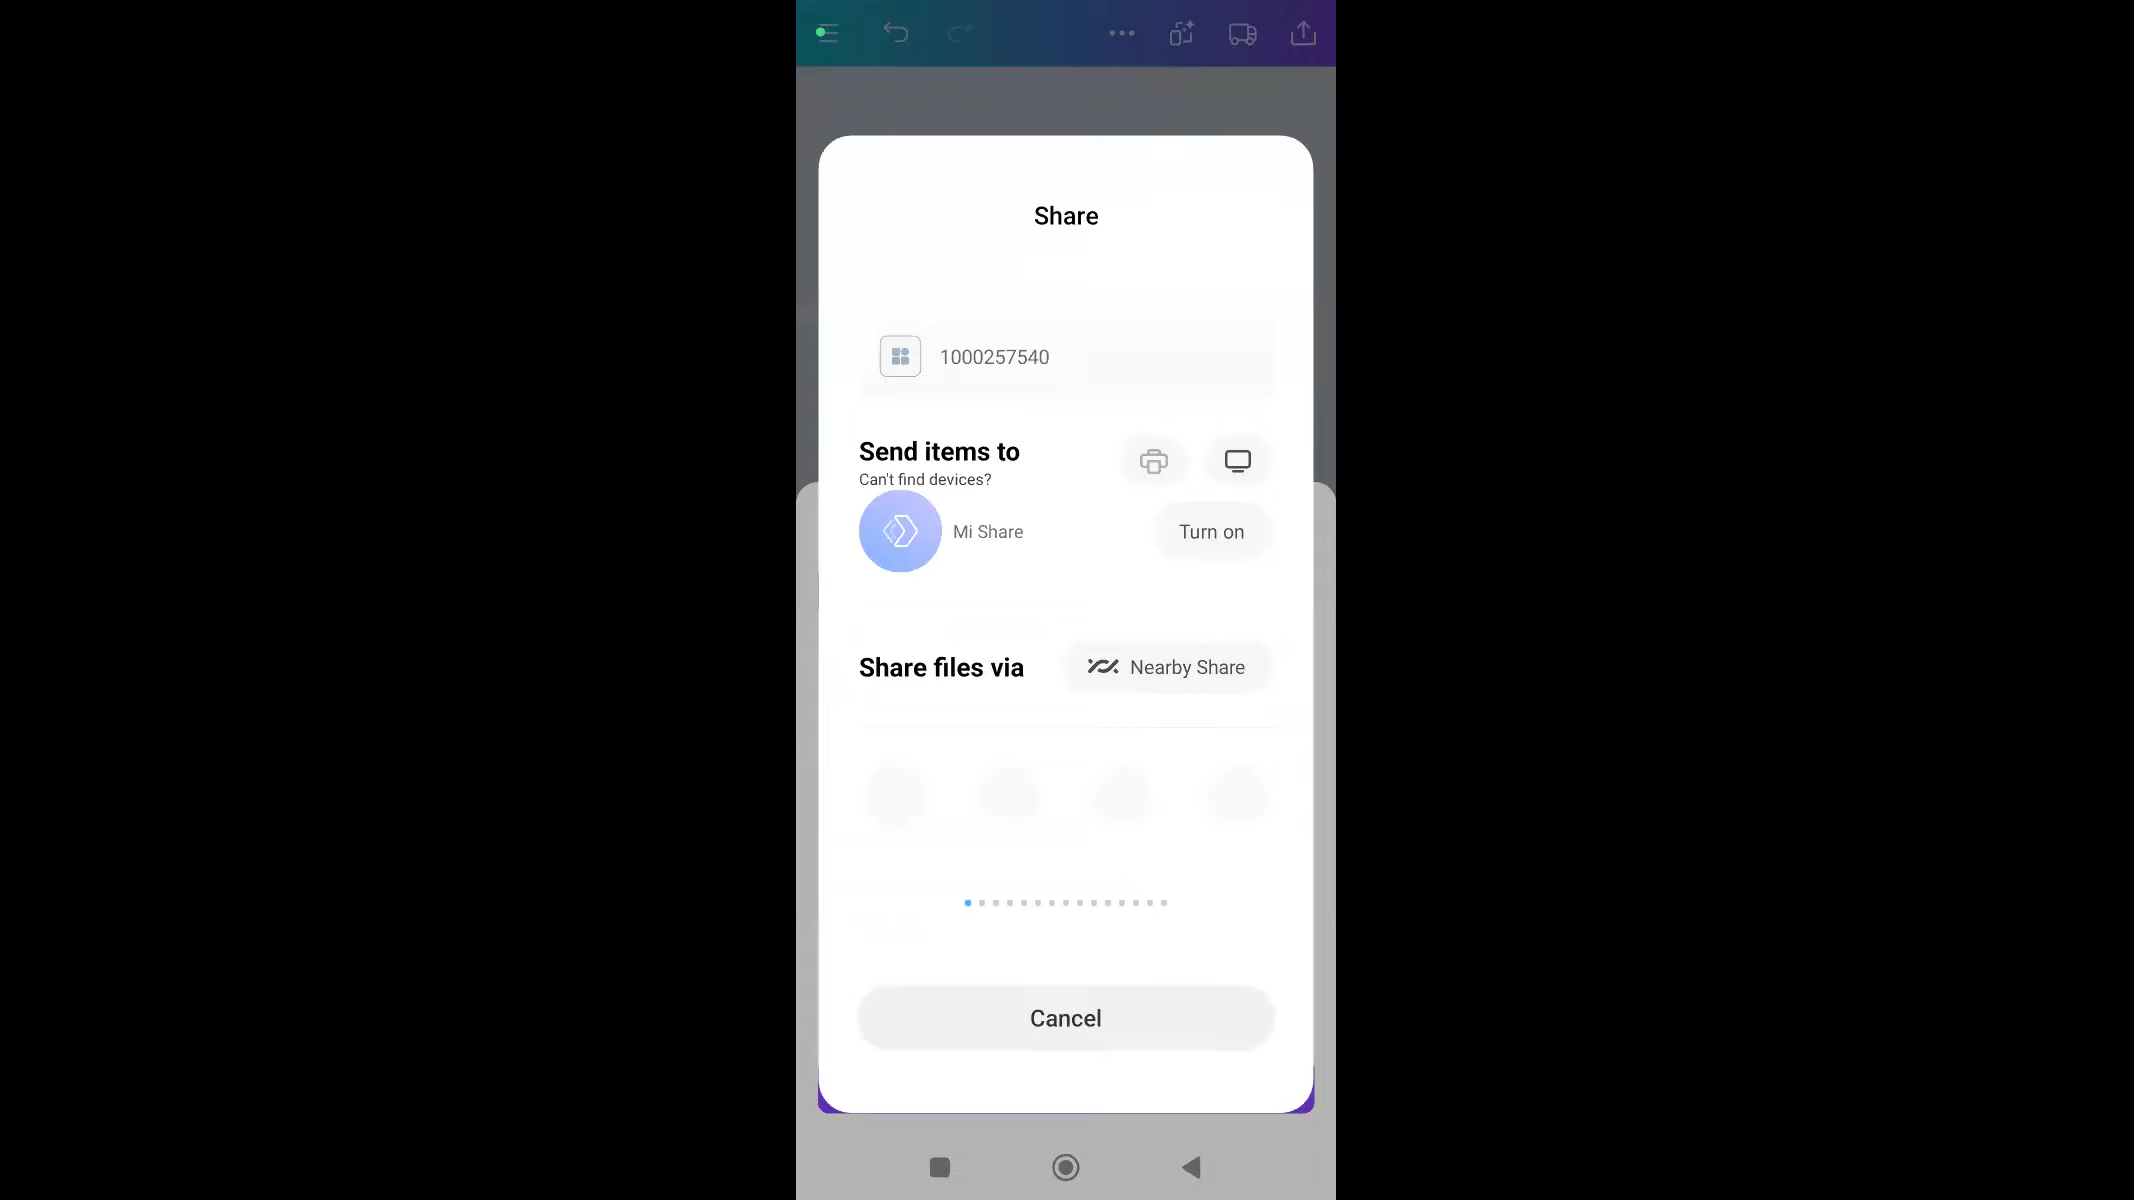 Share
1000257540
Send items to
Can't find devices?
Mi Share
Turn on
Share files via
Nearby Share
Cancel